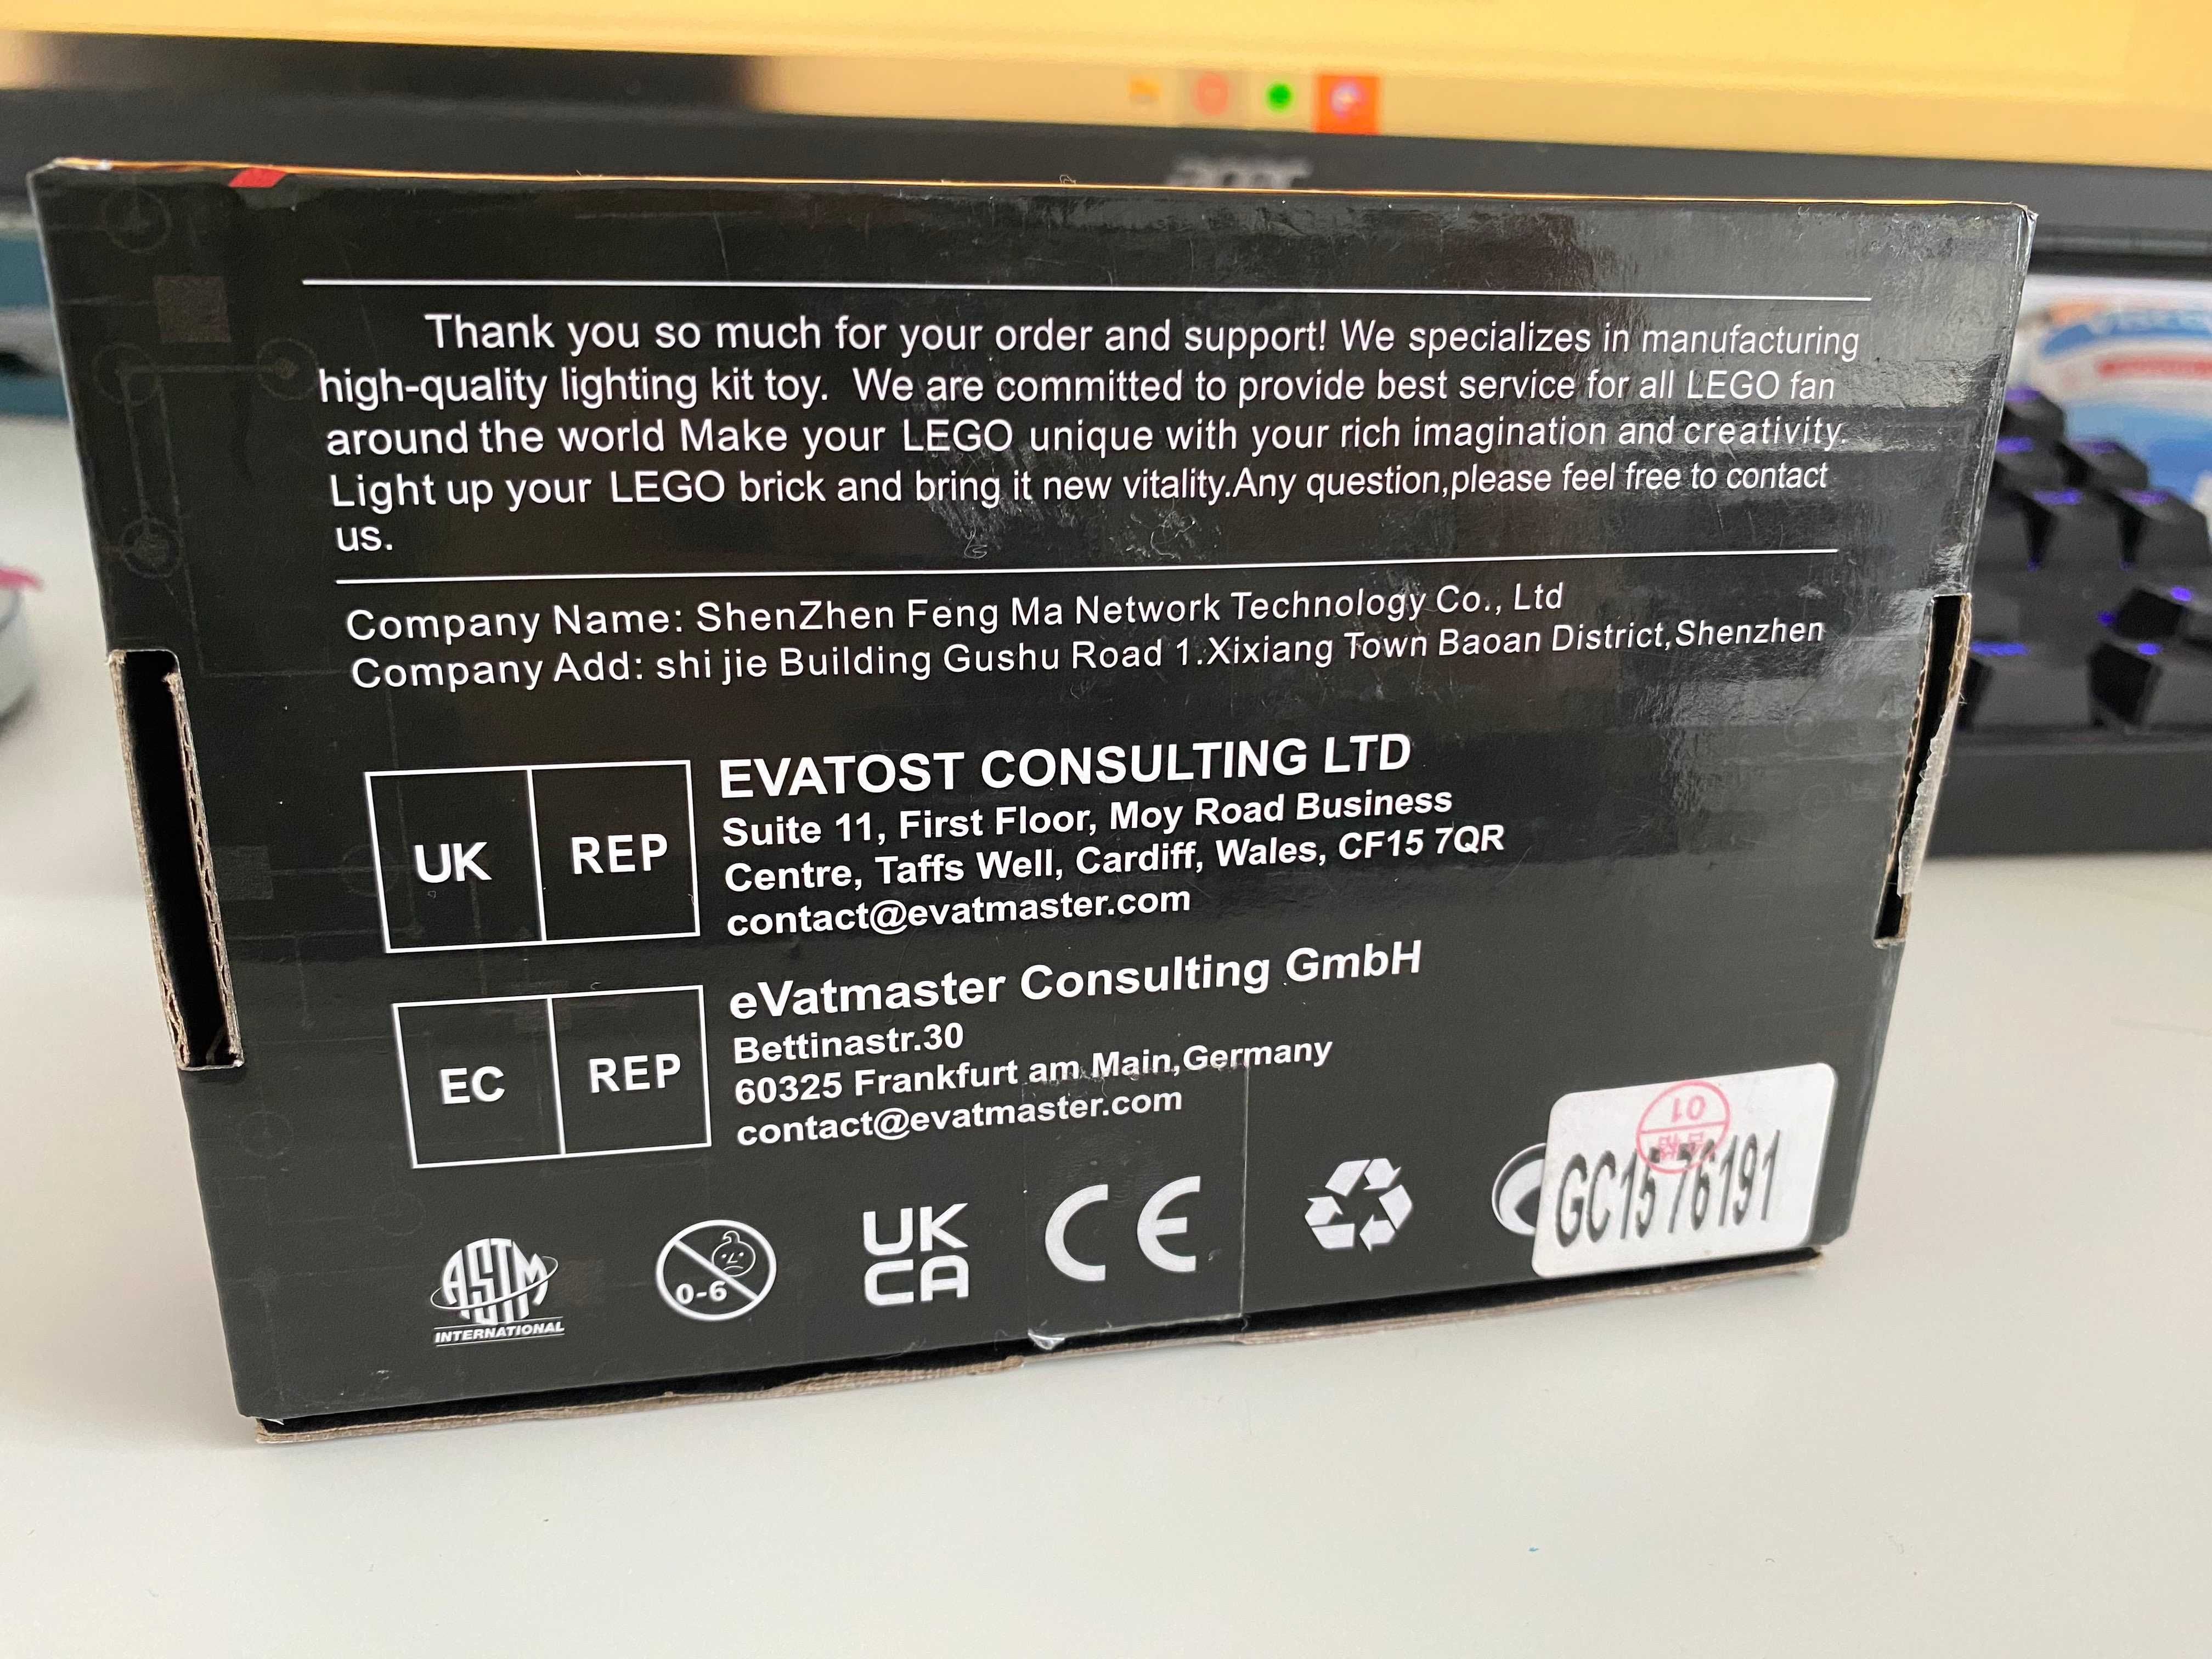 acer
Thank you so much for your order and support! We specializes in manufacturing
high-quality lighting kit toy. We are committed to provide best service for all LEGO fan
around the world Make your LEGO unique with your rich imagination and creativity.
Light up your LEGO brick and bring it new vitality.Any question,please feel free to contact
us.
Company Name: ShenZhen Feng Ma Network Technology Co., Ltd
Company Add: shi jie Building Gushu Road 1.Xixiang Town Baoan District,Shenzhen
UK REP
EVATOST CONSULTING LTD
Suite 11, First Floor, Moy Road Business
Centre, Taffs Well, Cardiff, Wales, CF15 7QR
contact@evatmaster.com
EC REP
eVatmaster Consulting GmbH
Bettinastr.30
60325 Frankfurt am Main,Germany
contact@evatmaster.com
ASTM
INTERNATIONAL
0-6
UK
CA
CE
01
GC1576191